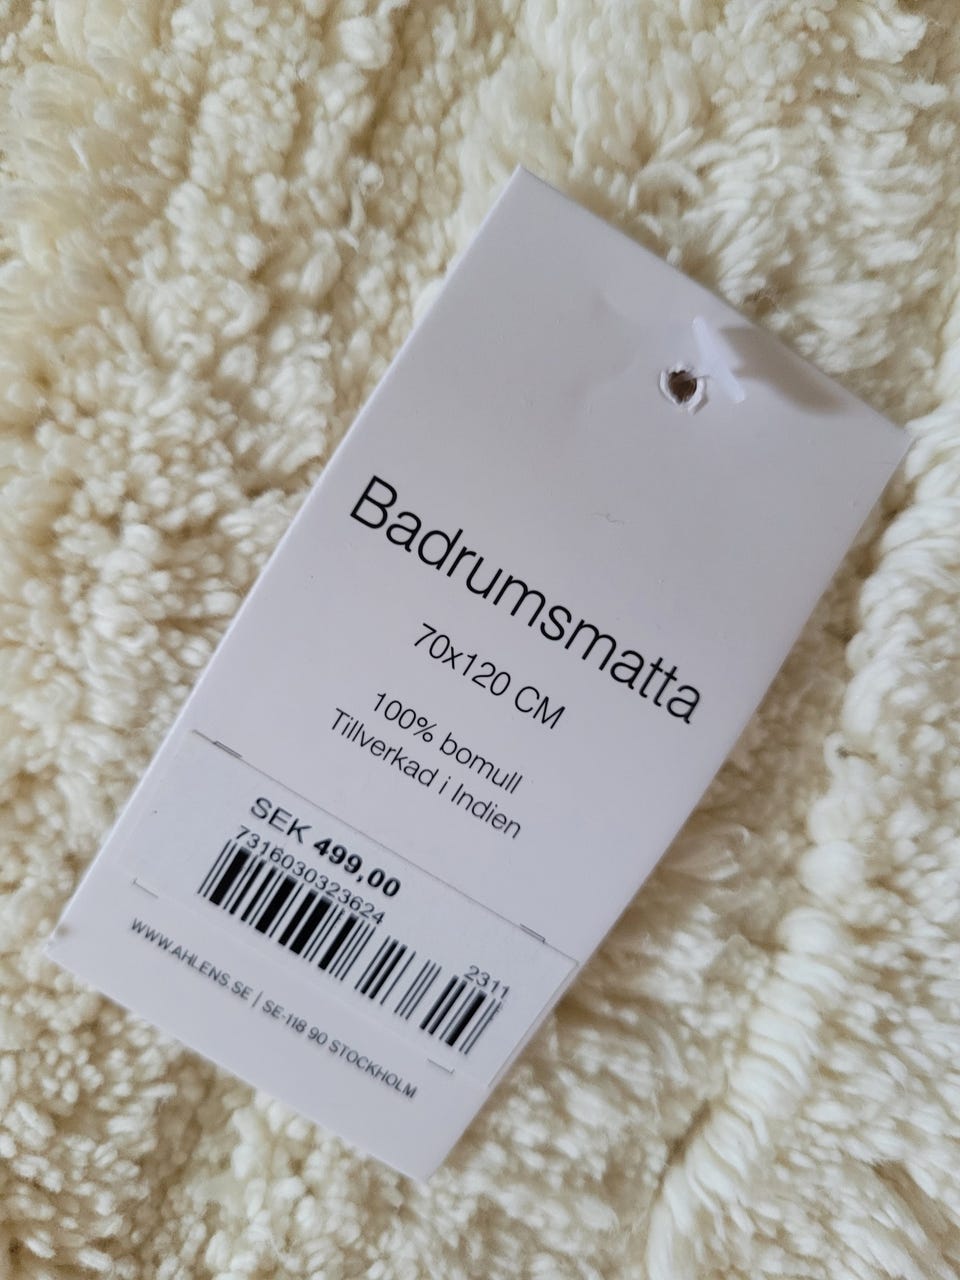 Badrumsmatta
70x120 CM
100% bomull
Tillverkad i Indien
SEK 499,00
7316030323624
2311
WWW.AHLENS.SE | SE-118 90 STOCKHOLM